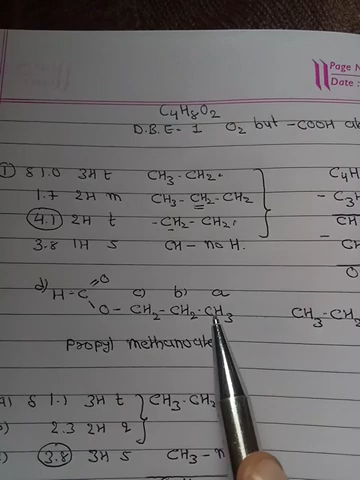 Page N
Date :
C4H8O2
D.B.E- 1 O2 but -COOH ab
① δ 1.0 3H t CH3-CH2- C4H
1.7 2H m CH3-CH2-CH2 - C3H
4.1 2H t -CH2-CH2- CH
3.8 1H s CH- no H. - CH
O
d) H-C=O c) b) a
O-CH2-CH2-CH3 CH3-CH2
propyl methanoate
a) δ 1.1 3H t CH3-CH2
2.3 2H q
3.8 3H s CH3-n